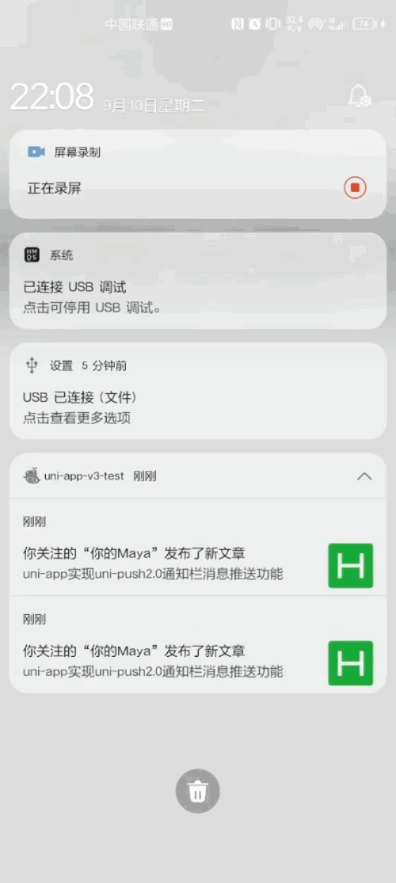 中国联通 HD
22:08 9月10日星期二
屏幕录制
正在录屏
系统
已连接 USB 调试
点击可停用 USB 调试。
设置 5 分钟前
USB 已连接 (文件)
点击查看更多选项
uni-app-v3-test 刚刚
刚刚
你关注的“你的Maya”发布了新文章
uni-app实现uni-push2.0通知栏消息推送功能
刚刚
你关注的“你的Maya”发布了新文章
uni-app实现uni-push2.0通知栏消息推送功能